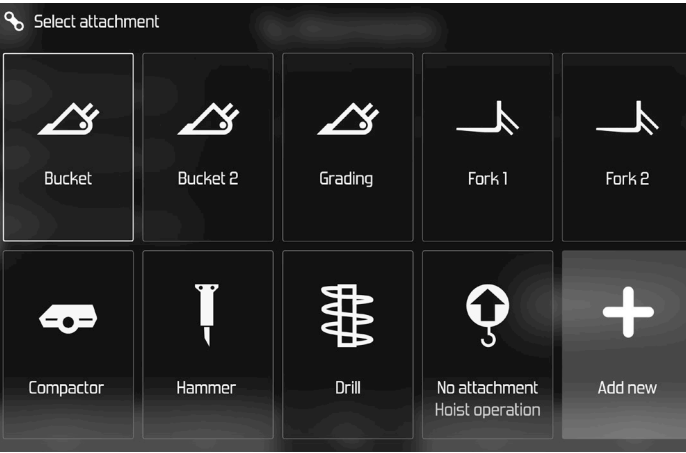 Select attachment
Bucket
Bucket 2
Grading
Fork 1
Fork 2
Compactor
Hammer
Drill
No attachment
Hoist operation
Add new